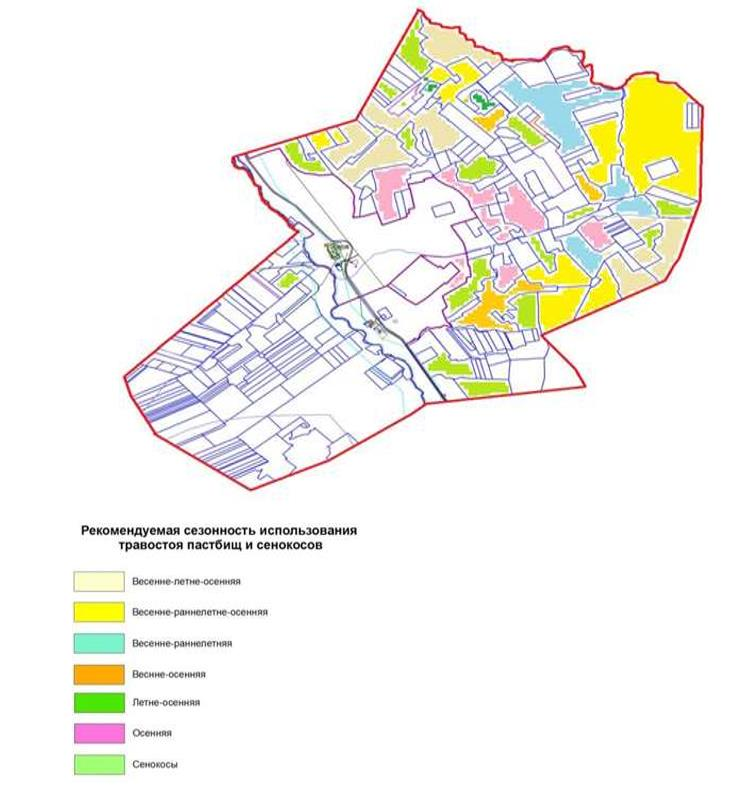 Рекомендуемая сезонность использования
травостоя пастбищ и сенокосов
Весенне-летне-осенняя
Весенне-раннелетне-осенняя
Весенне-раннелетняя
Веснне-осенняя
Летне-осенняя
Осенняя
Сенокосы